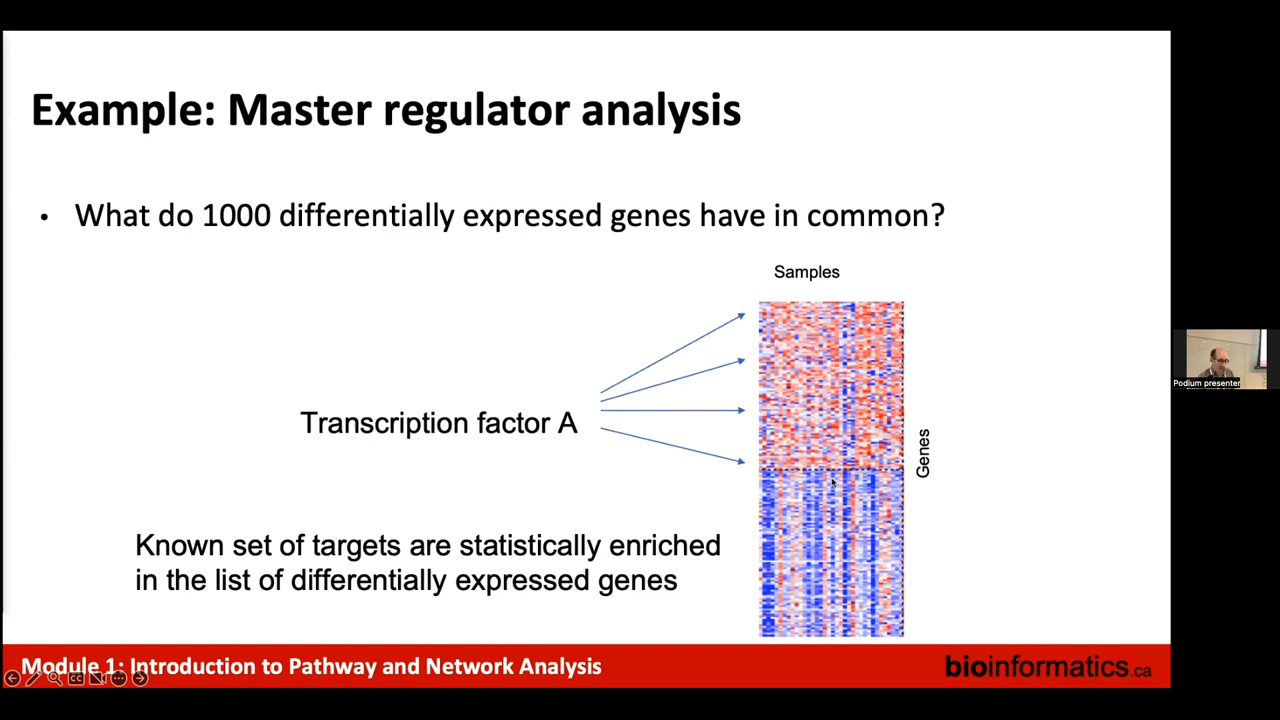 Example: Master regulator analysis
• What do 1000 differentially expressed genes have in common?
Samples
Transcription factor A
Genes
Known set of targets are statistically enriched
in the list of differentially expressed genes
Podium presenter
Module 1: Introduction to Pathway and Network Analysis
bioinformatics.ca